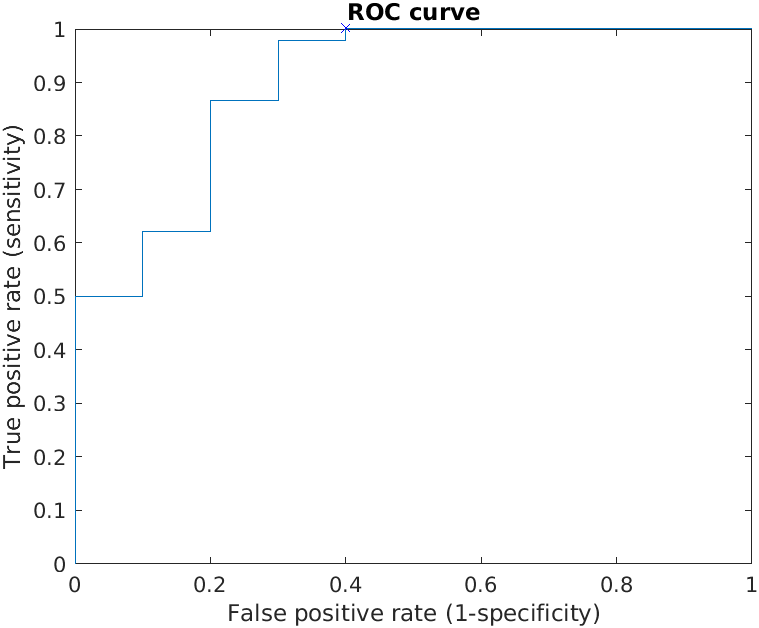 ROC curve
True positive rate (sensitivity)
1
0.9
0.8
0.7
0.6
0.5
0.4
0.3
0.2
0.1
0
0 0.2 0.4 0.6 0.8 1
False positive rate (1-specificity)